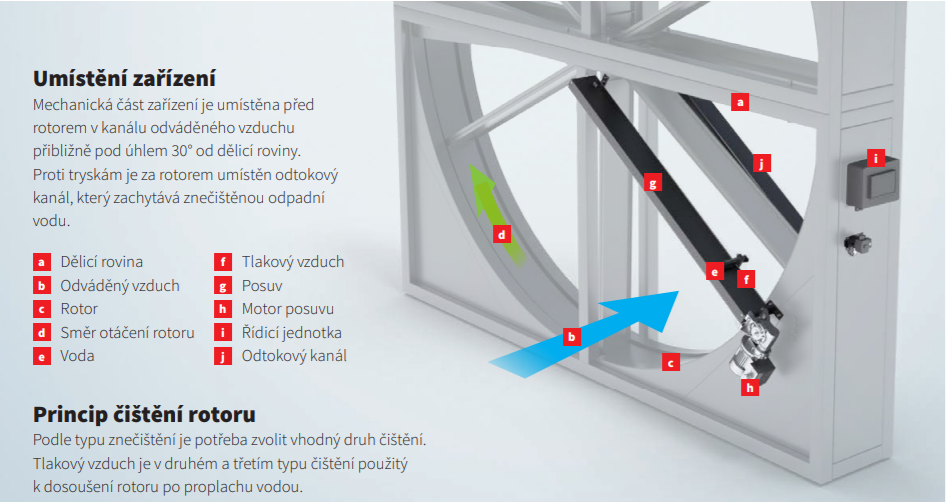 Umístění zařízení
Mechanická část zařízení je umístěna před
rotorem v kanálu odváděného vzduchu
přibližně pod úhlem 30° od dělicí roviny.
Proti tryskám je za rotorem umístěn odtokový
kanál, který zachytává znečištěnou odpadní
vodu.
a Dělicí rovina
b Odváděný vzduch
c Rotor
d Směr otáčení rotoru
e Voda
f Tlakový vzduch
g Posuv
h Motor posuvu
i Řídicí jednotka
j Odtokový kanál
Princip čištění rotoru
Podle typu znečištění je potřeba zvolit vhodný druh čištění.
Tlakový vzduch je v druhém a třetím typu čištění použitý
k dosoušení rotoru po proplachu vodou.
a
j
i
g
d
e
f
b
c
h